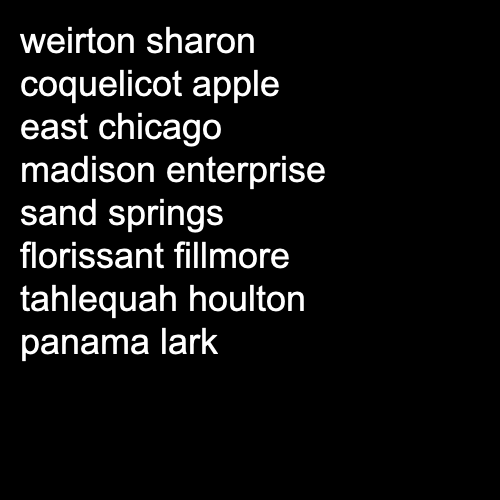 weirton sharon
coquelicot apple
east chicago
madison enterprise
sand springs
florissant fillmore
tahlequah houlton
panama lark